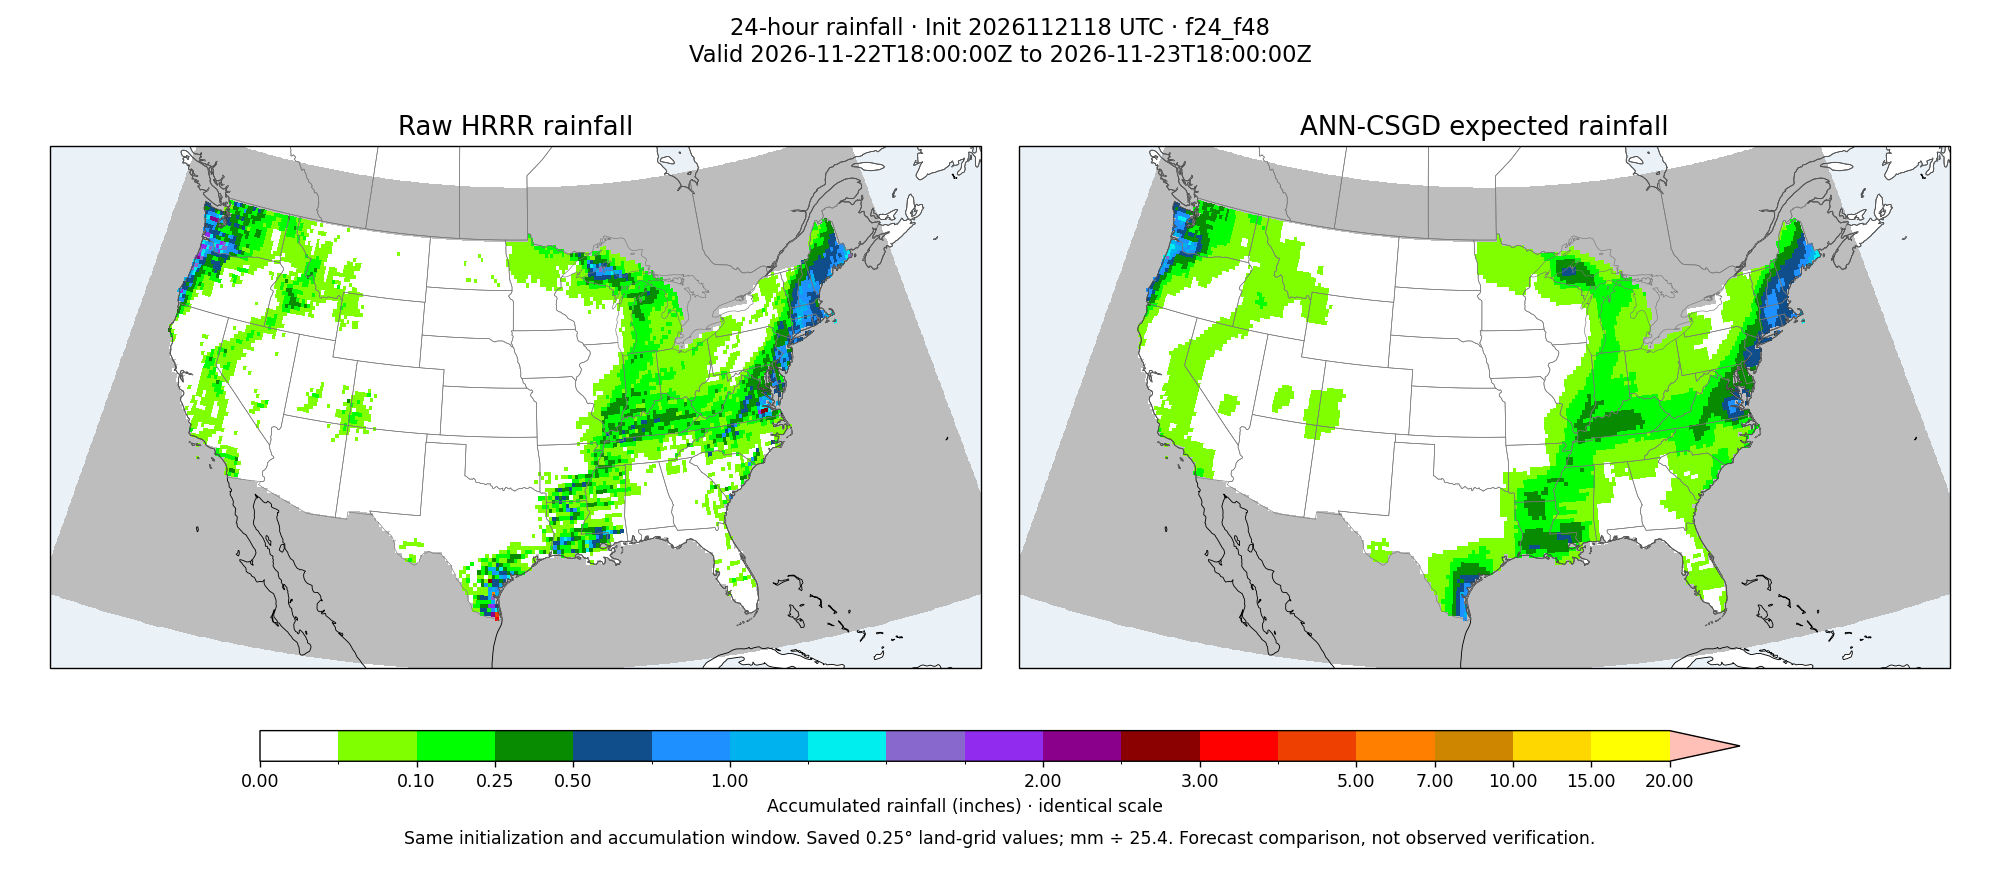 24-hour rainfall · Init 2026112118 UTC · f24_f48
Valid 2026-11-22T18:00:00Z to 2026-11-23T18:00:00Z
Raw HRRR rainfall
ANN-CSGD expected rainfall
0.00 0.10 0.25 0.50 1.00 2.00 3.00 5.00 7.00 10.00 15.00 20.00
Accumulated rainfall (inches) · identical scale
Same initialization and accumulation window. Saved 0.25° land-grid values; mm ÷ 25.4. Forecast comparison, not observed verification.